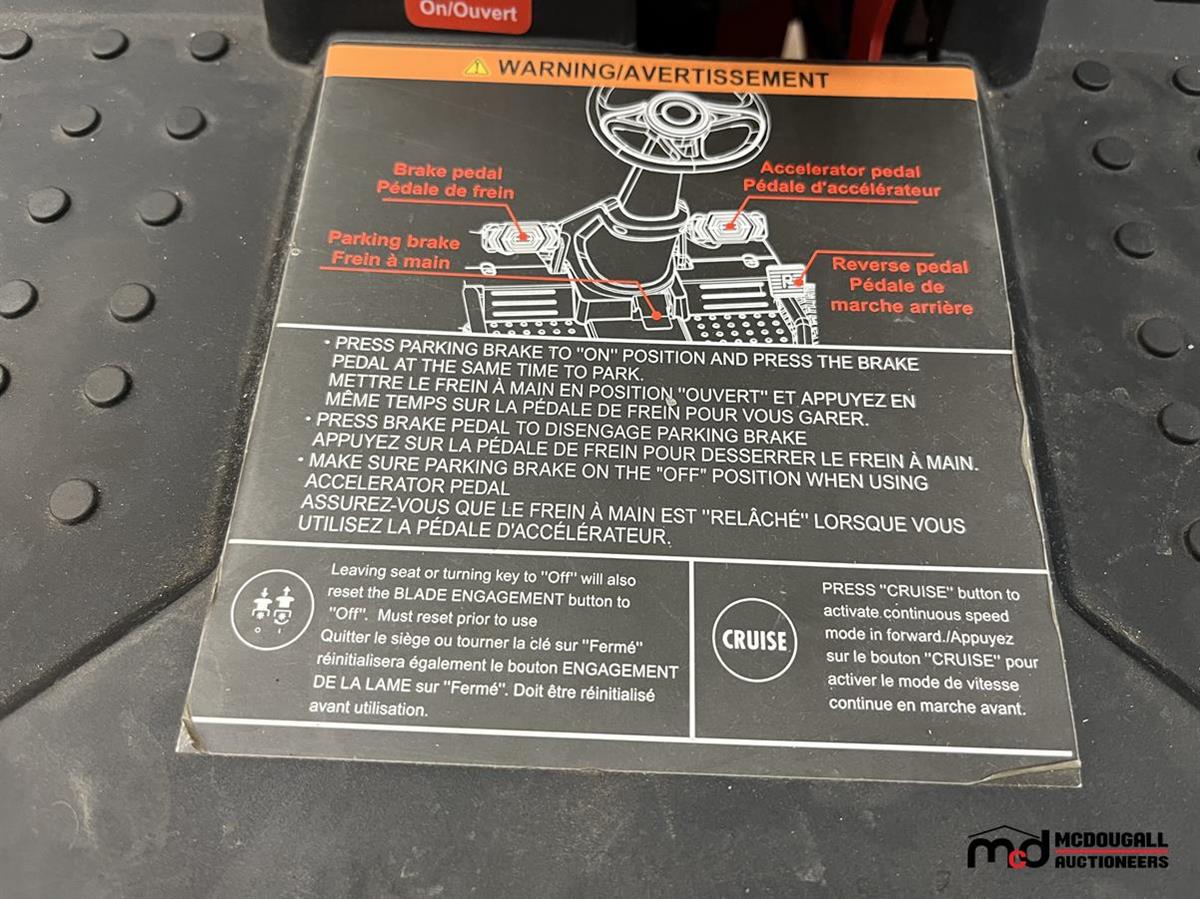 On/Ouvert
WARNING/AVERTISSEMENT
Brake pedal
Pédale de frein
Accelerator pedal
Pédale d'accélérateur
Parking brake
Frein à main
Reverse pedal
Pédale de
marche arrière
R
• PRESS PARKING BRAKE TO "ON" POSITION AND PRESS THE BRAKE
PEDAL AT THE SAME TIME TO PARK.
METTRE LE FREIN À MAIN EN POSITION "OUVERT" ET APPUYEZ EN
MÊME TEMPS SUR LA PÉDALE DE FREIN POUR VOUS GARER.
• PRESS BRAKE PEDAL TO DISENGAGE PARKING BRAKE
APPUYEZ SUR LA PÉDALE DE FREIN POUR DESSERRER LE FREIN À MAIN.
• MAKE SURE PARKING BRAKE ON THE "OFF" POSITION WHEN USING
ACCELERATOR PEDAL
ASSUREZ-VOUS QUE LE FREIN À MAIN EST "RELÂCHÉ" LORSQUE VOUS
UTILISEZ LA PÉDALE D'ACCÉLÉRATEUR.
O I
Leaving seat or turning key to "Off" will also
reset the BLADE ENGAGEMENT button to
"Off". Must reset prior to use
Quitter le siège ou tourner la clé sur "Fermé"
réinitialisera également le bouton ENGAGEMENT
DE LA LAME sur "Fermé". Doit être réinitialisé
avant utilisation.
CRUISE
PRESS "CRUISE" button to
activate continuous speed
mode in forward./Appuyez
sur le bouton "CRUISE" pour
activer le mode de vitesse
continue en marche avant.
mcd MCDOUGALL
AUCTIONEERS